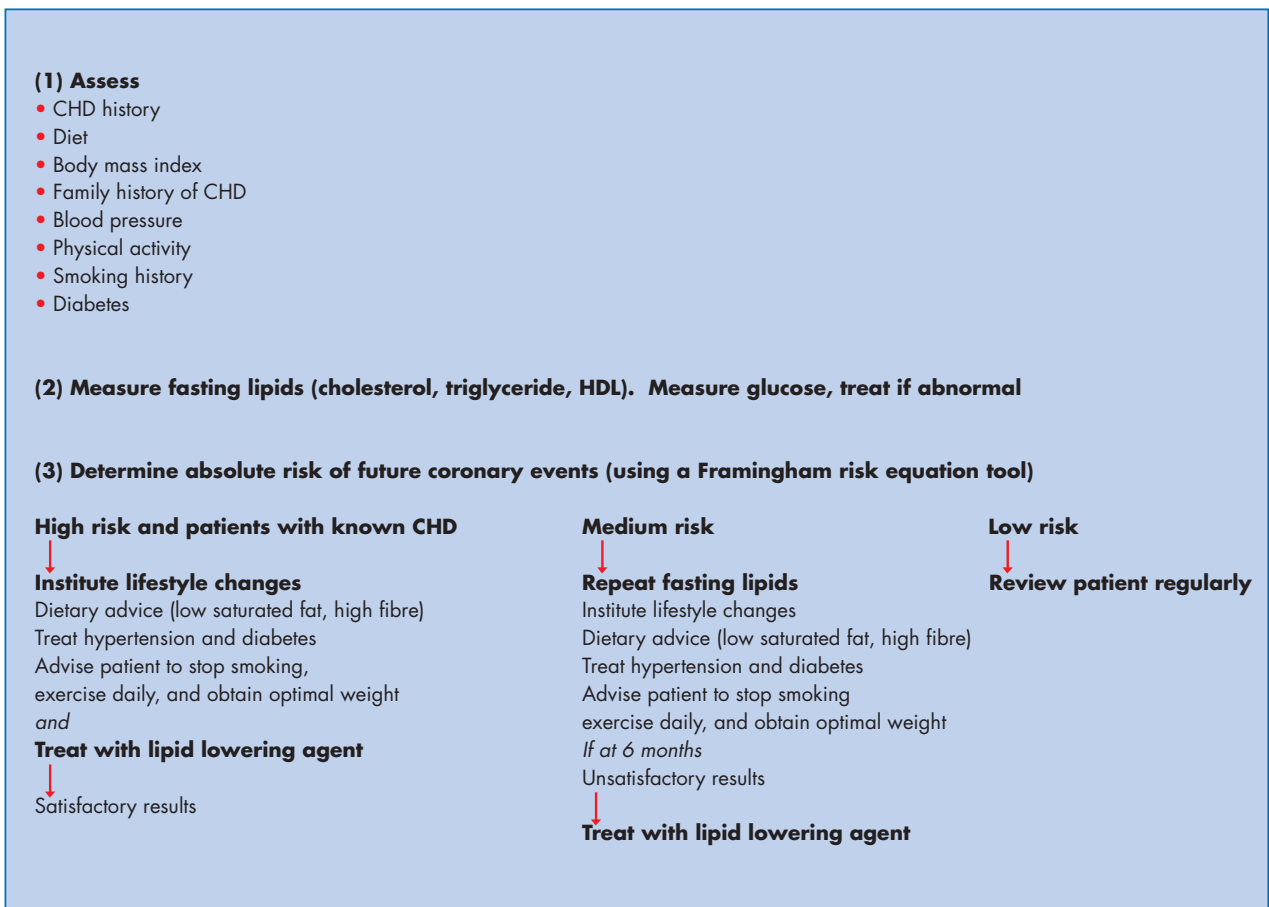 (1) Assess
• CHD history
• Diet
• Body mass index
• Family history of CHD
• Blood pressure
• Physical activity
• Smoking history
• Diabetes
(2) Measure fasting lipids (cholesterol, triglyceride, HDL).  Measure glucose, treat if abnormal
(3) Determine absolute risk of future coronary events (using a Framingham risk equation tool)
High risk and patients with known CHD
Institute lifestyle changes
Dietary advice (low saturated fat, high fibre)
Treat hypertension and diabetes
Advise patient to stop smoking,
exercise daily, and obtain optimal weight
and
Treat with lipid lowering agent
Satisfactory results
Medium risk
Repeat fasting lipids
Institute lifestyle changes
Dietary advice (low saturated fat, high fibre)
Treat hypertension and diabetes
Advise patient to stop smoking
exercise daily, and obtain optimal weight
If at 6 months
Unsatisfactory results
Treat with lipid lowering agent
Low risk
Review patient regularly